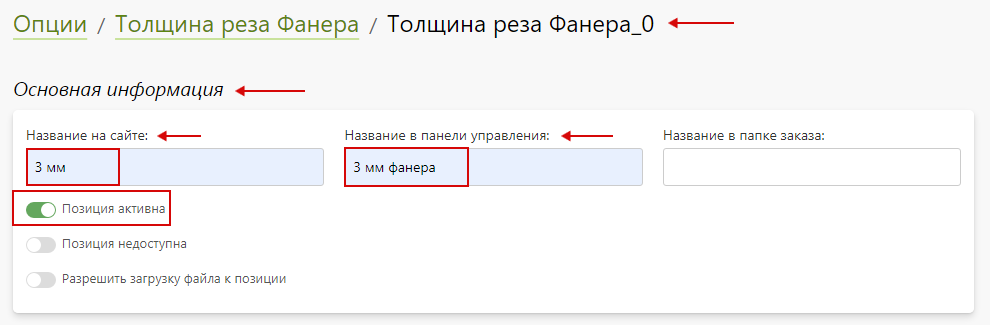 Опции / Толщина реза Фанера / Толщина реза Фанера_0
Основная информация
Название на сайте: Название в панели управления: Название в папке заказа:
3 мм 3 мм фанера
Позиция активна
Позиция недоступна
Разрешить загрузку файла к позиции